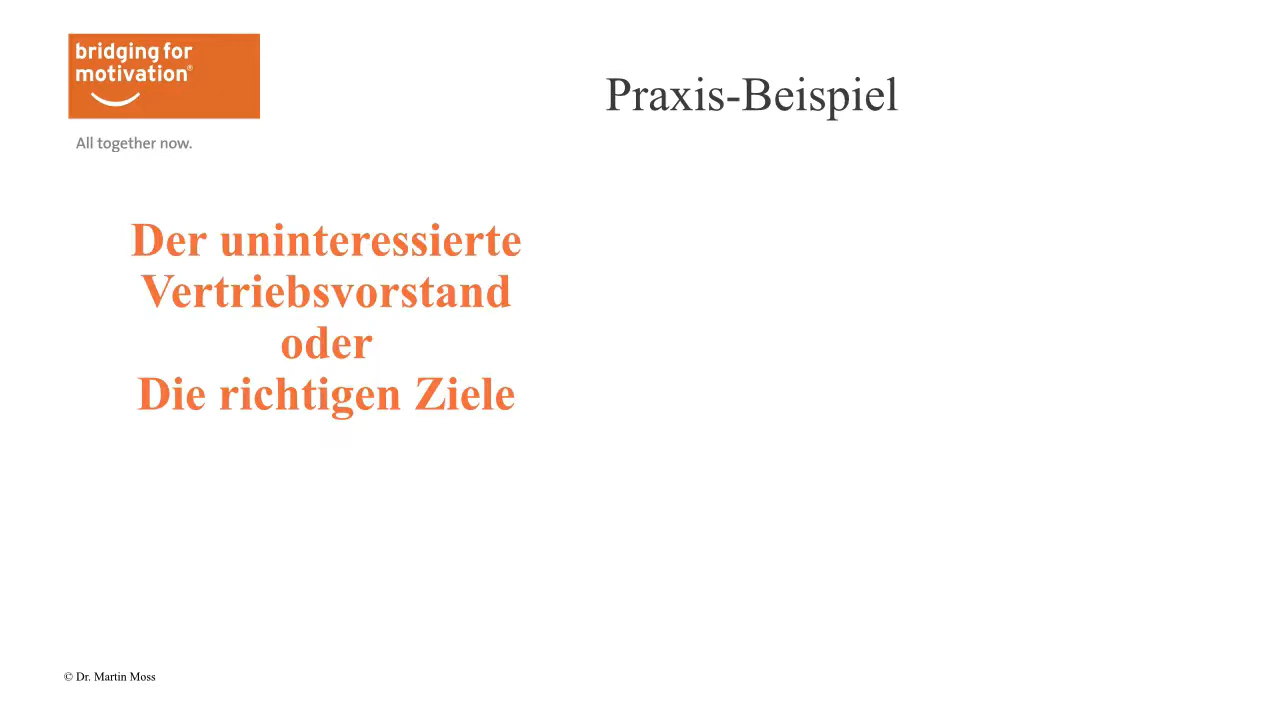 bridging for
motivation®
All together now.
Praxis-Beispiel
Der uninteressierte
Vertriebsvorstand
oder
Die richtigen Ziele
© Dr. Martin Moss